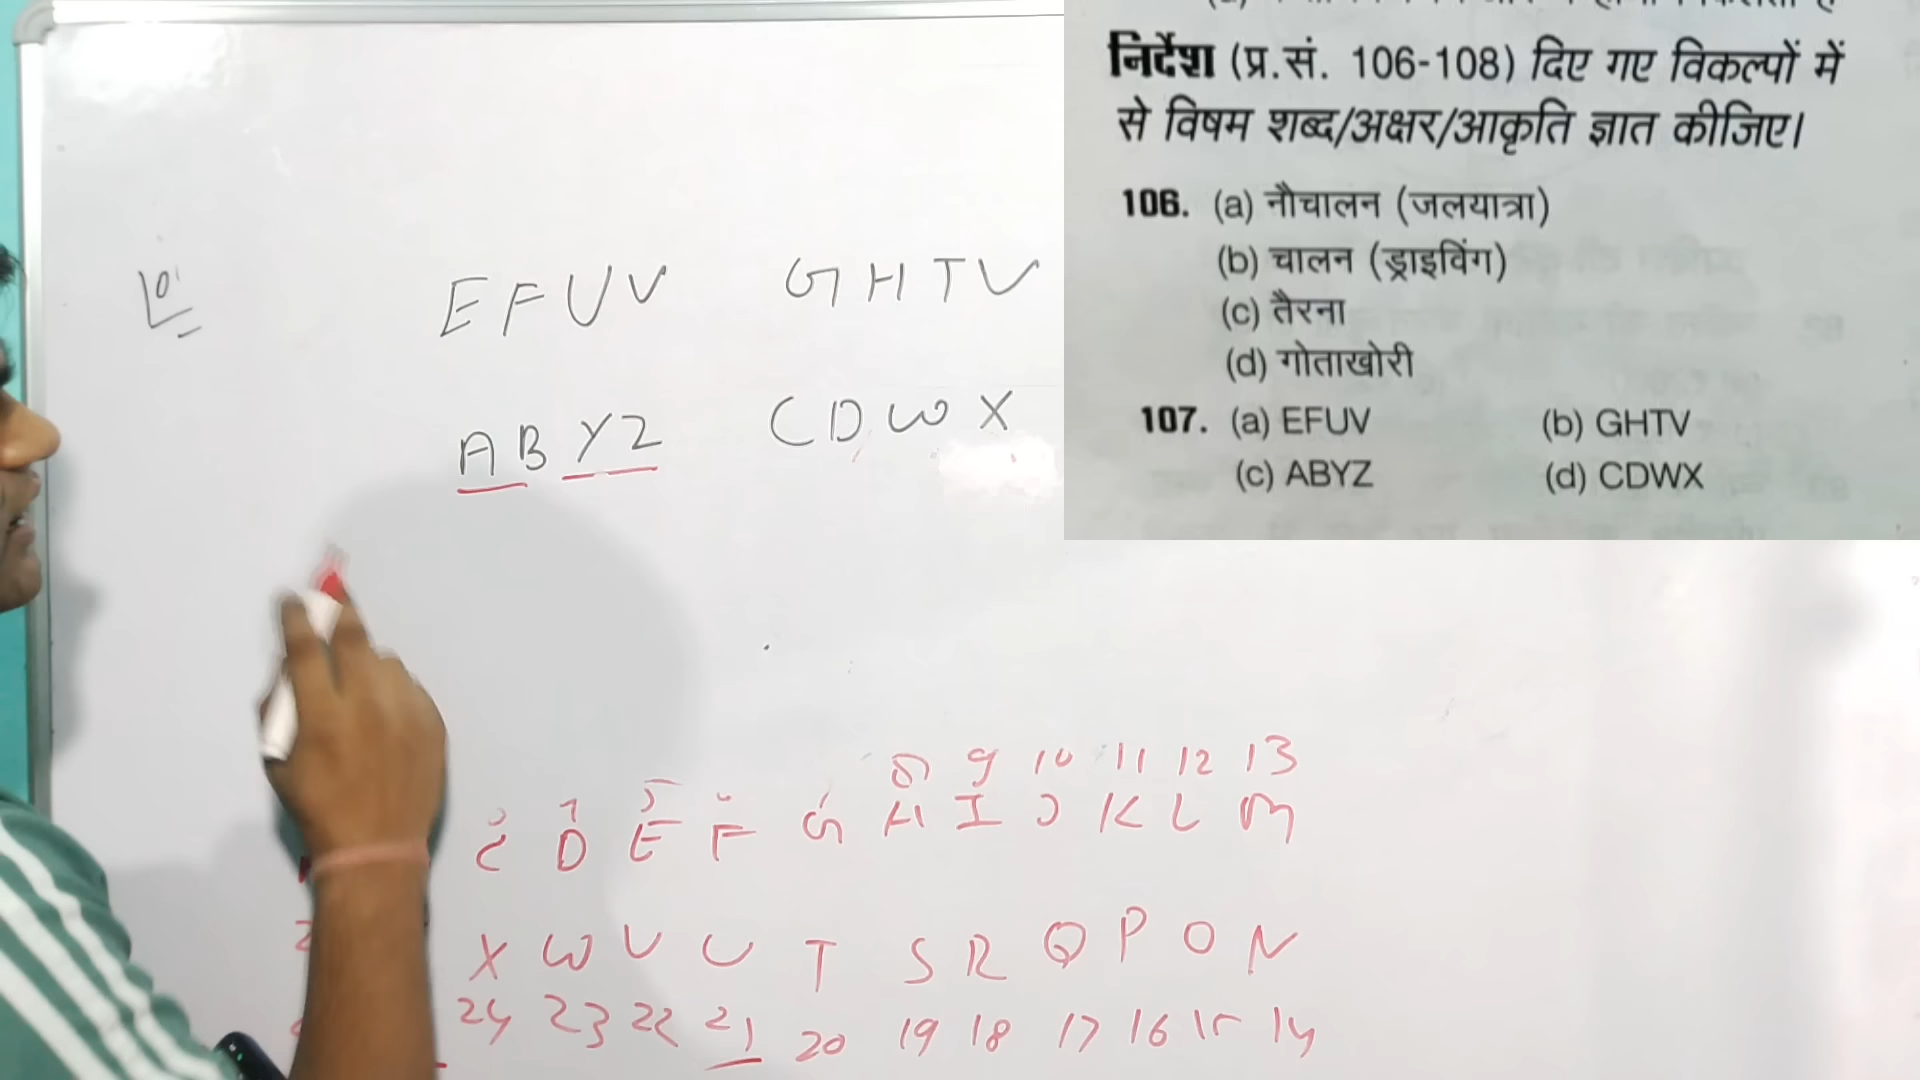 निर्देश (प्र.सं. 106-108) दिए गए विकल्पों में
से विषम शब्द/अक्षर/आकृति ज्ञात कीजिए।
106. (a) नौचालन (जलयात्रा)
(b) चालन (ड्राइविंग)
(c) तैरना
(d) गोताखोरी
107. (a) EFUV (b) GHTV
(c) ABYZ (d) CDWX
EFUV GHTV
ABYZ CDWX
8 9 10 11 12 13
C D E F G H I J K L M
X W V U T S R Q P O N
24 23 22 21 20 19 18 17 16 15 14